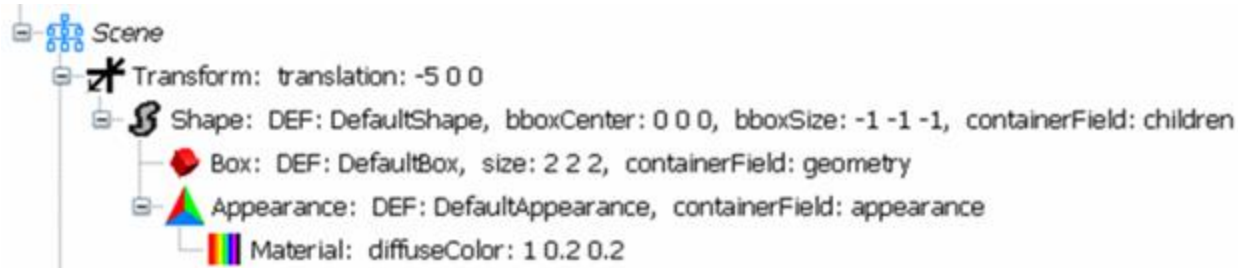 Scene
Transform: translation: -5 0 0
Shape: DEF: DefaultShape, bboxCenter: 0 0 0, bboxSize: -1 -1 -1, containerField: children
Box: DEF: DefaultBox, size: 2 2 2, containerField: geometry
Appearance: DEF: DefaultAppearance, containerField: appearance
Material: diffuseColor: 1 0.2 0.2